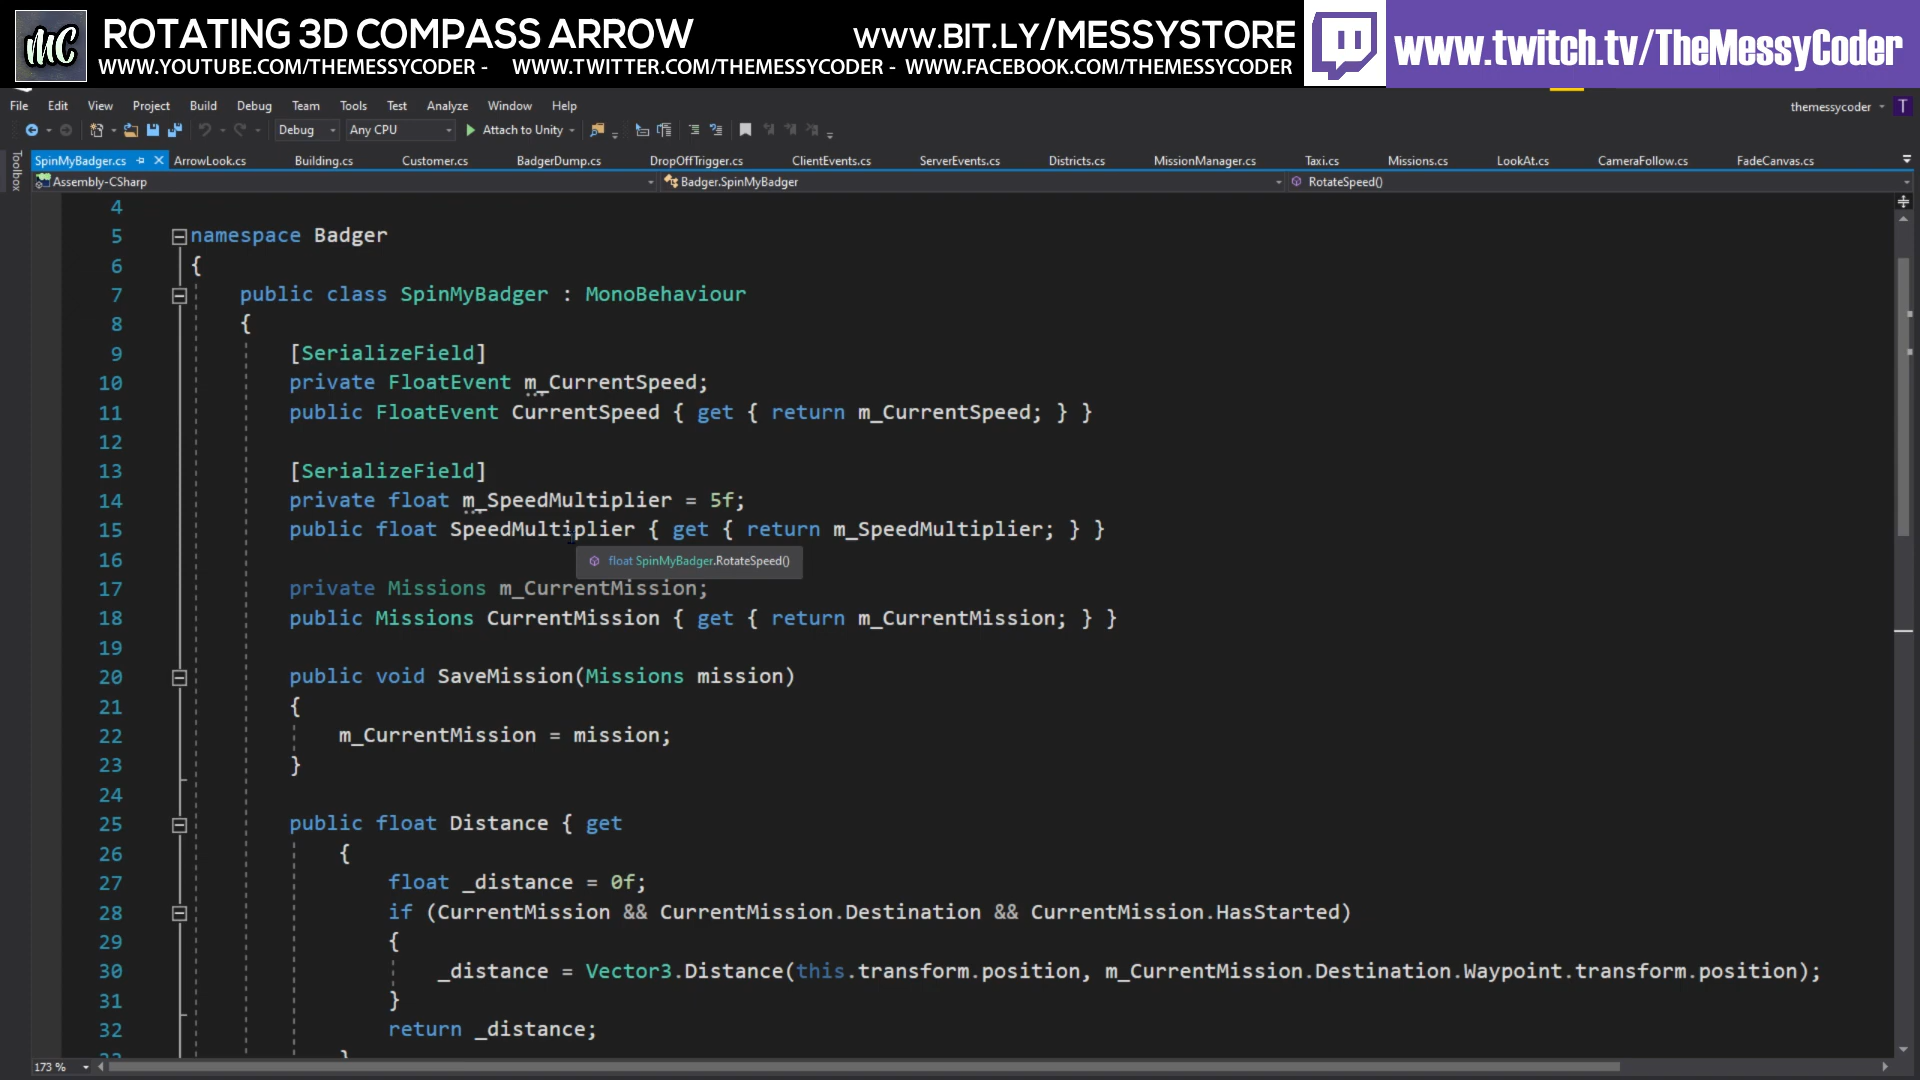 MC
ROTATING 3D COMPASS ARROW
www.BIT.LY/MESSYSTORE
WWW.YOUTUBE.COM/THEMESSYCODER - WWW.TWITTER.COM/THEMESSYCODER - WWW.FACEBOOK.COM/THEMESSYCODER
www.twitch.tv/TheMessyCoder
File Edit View Project Build Debug Team Tools Test Analyze Window Help
themessycoder T
Debug Any CPU Attach to Unity
Toolbox
SpinMyBadger.cs ArrowLook.cs Building.cs Customer.cs BadgerDump.cs DropOffTrigger.cs ClientEvents.cs ServerEvents.cs Districts.cs MissionManager.cs Taxi.cs Missions.cs LookAt.cs CameraFollow.cs FadeCanvas.cs
Assembly-CSharp Badger.SpinMyBadger RotateSpeed()
4
5 namespace Badger
6 {
7 public class SpinMyBadger : MonoBehaviour
8 {
9 [SerializeField]
10 private FloatEvent m_CurrentSpeed;
11 public FloatEvent CurrentSpeed { get { return m_CurrentSpeed; } }
12
13 [SerializeField]
14 private float m_SpeedMultiplier = 5f;
15 public float SpeedMultiplier { get { return m_SpeedMultiplier; } }
16
float SpinMyBadger.RotateSpeed()
17 private Missions m_CurrentMission;
18 public Missions CurrentMission { get { return m_CurrentMission; } }
19
20 public void SaveMission(Missions mission)
21 {
22 m_CurrentMission = mission;
23 }
24
25 public float Distance { get
26 {
27 float _distance = 0f;
28 if (CurrentMission && CurrentMission.Destination && CurrentMission.HasStarted)
29 {
30 _distance = Vector3.Distance(this.transform.position, m_CurrentMission.Destination.Waypoint.transform.position);
31 }
32 return _distance;
33 }
173 %